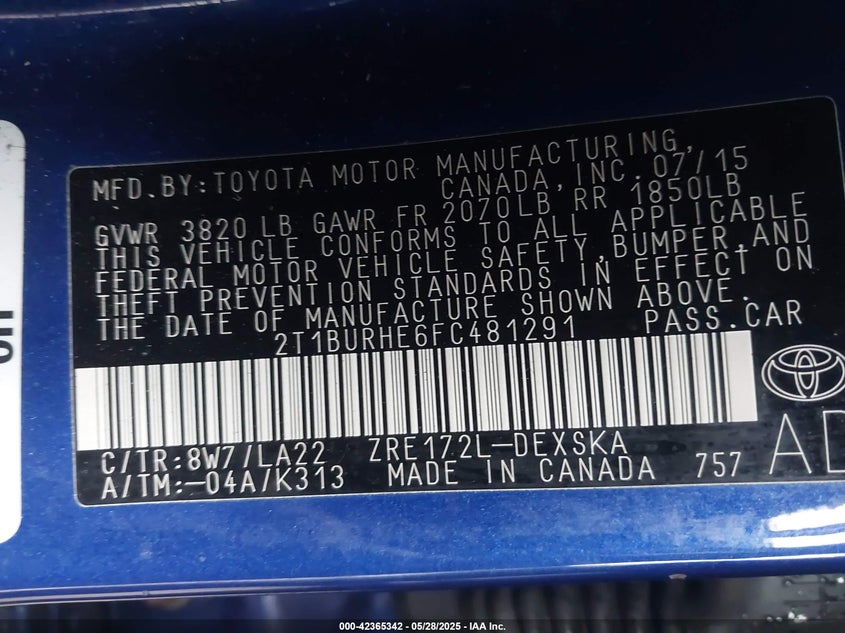 MFD.BY:TOYOTA MOTOR MANUFACTURING,
CANADA,INC.07/15
GVWR 3820 LB GAWR FR 2070LB RR 1850LB
THIS VEHICLE CONFORMS TO ALL APPLICABLE
FEDERAL MOTOR VEHICLE SAFETY,BUMPER,AND
THEFT PREVENTION STANDARDS IN EFFECT ON
THE DATE OF MANUFACTURE SHOWN ABOVE.
2T1BURHE6FC481291 PASS.CAR
C/TR:8W7/LA22 ZRE172L-DEXSKA
A/TM:-04A/K313 MADE IN CANADA 757
000-42365342 - 05/28/2025 - IAA Inc.